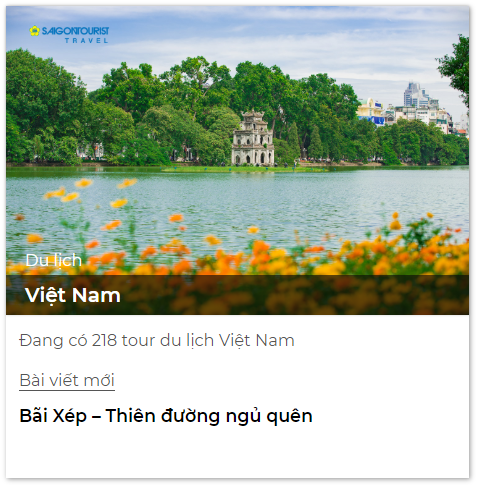 SAIGONTOURIST
TRAVEL
Du lịch
Việt Nam
Đang có 218 tour du lịch Việt Nam
Bài viết mới
Bãi Xép – Thiên đường ngủ quên